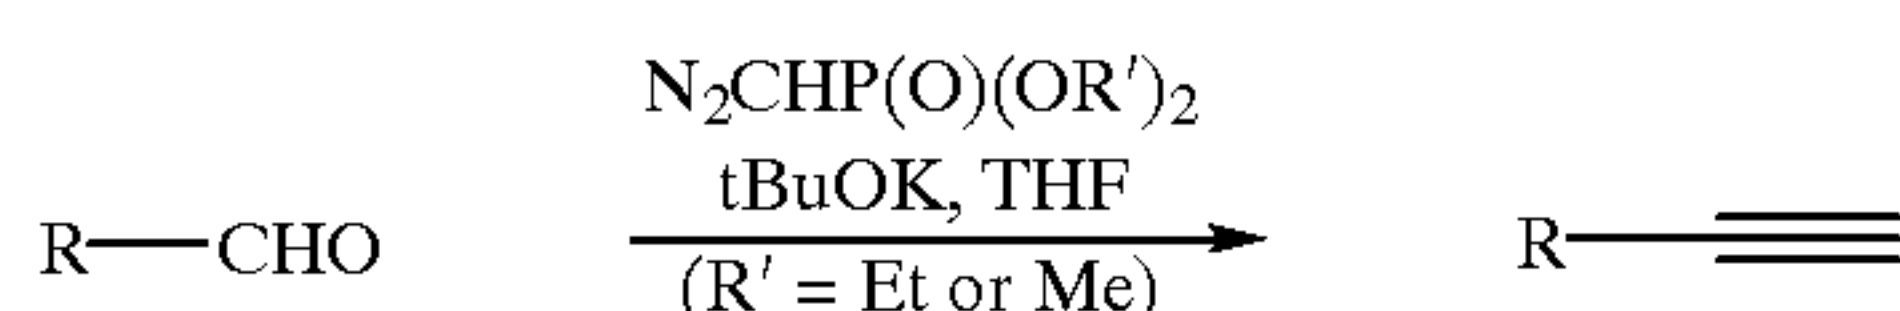 N₂CHP(O)(OR′)₂
tBuOK, THF
R—CHO
R
(R′ = Et or Me)